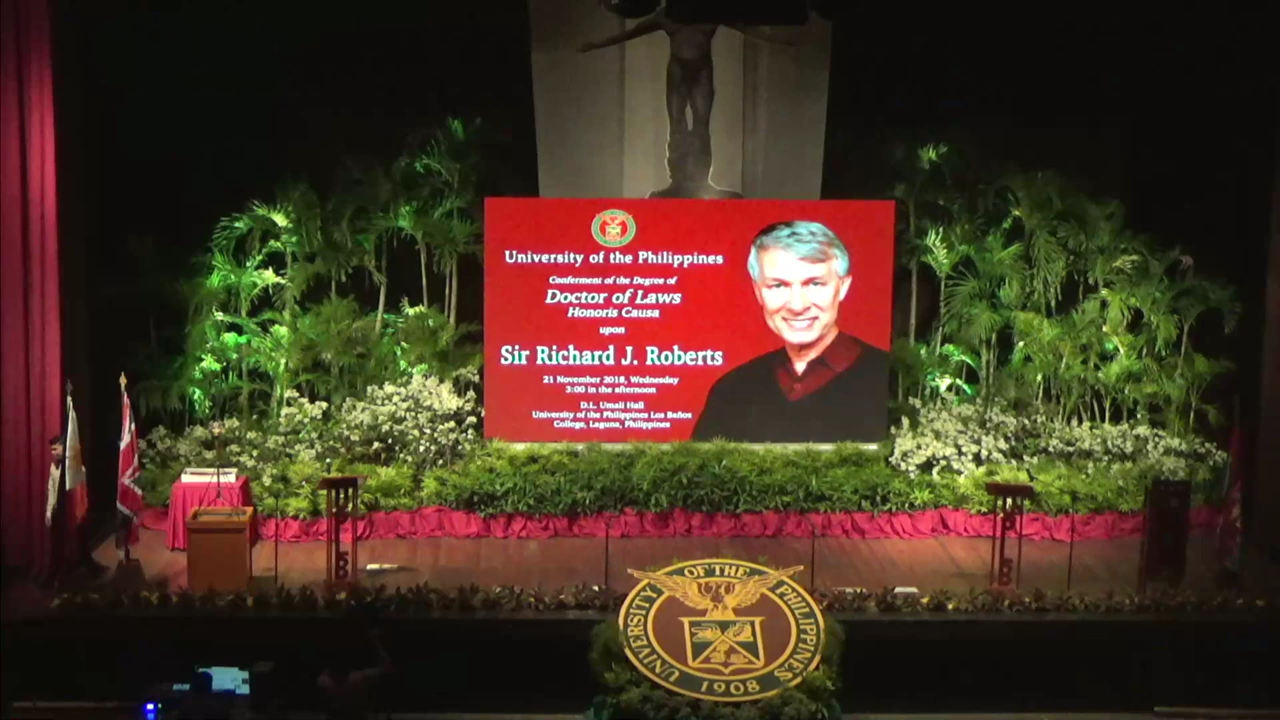 University of the Philippines
Conferment of the Degree of
Doctor of Laws
Honoris Causa
upon
Sir Richard J. Roberts
21 November 2018, Wednesday
3:00 in the afternoon
D.L. Umali Hall
University of the Philippines Los Baños
College, Laguna, Philippines
UNIVERSITY OF THE PHILIPPINES
1908